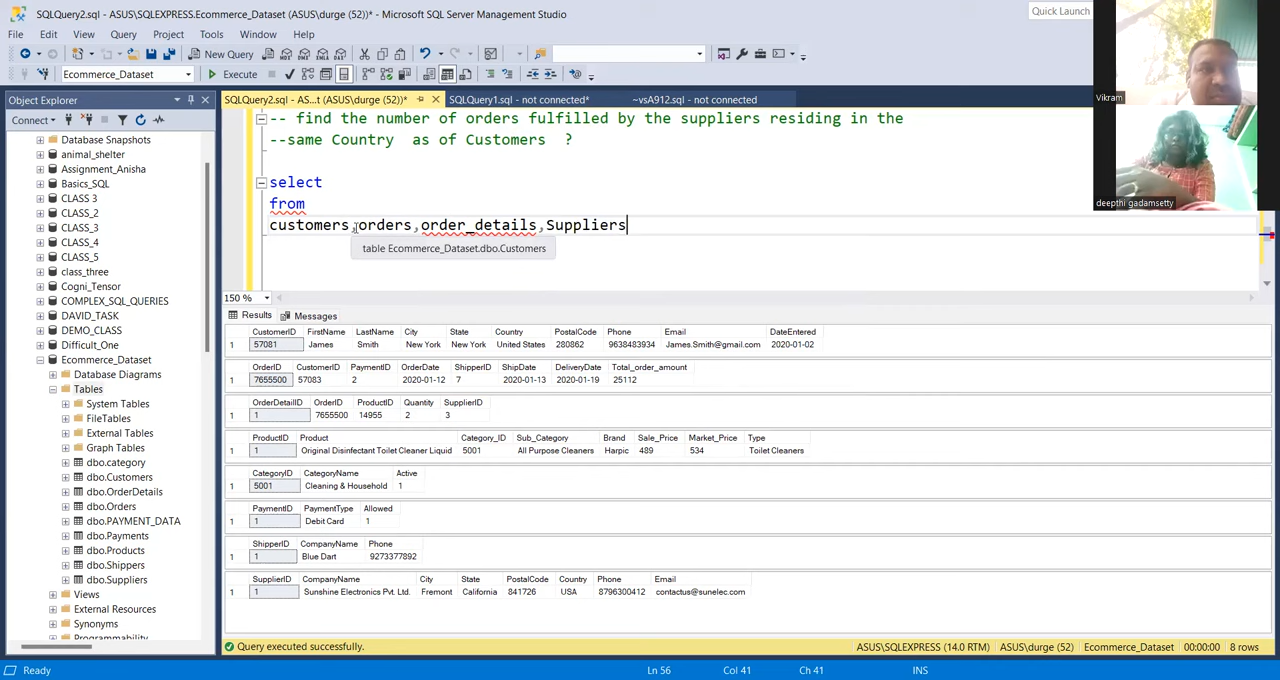 SQLQuery2.sql - ASUS\SQLEXPRESS.Ecommerce_Dataset (ASUS\durge (52))* - Microsoft SQL Server Management Studio
Quick Launch
File Edit View Query Project Tools Window Help
New Query
Ecommerce_Dataset Execute
Object Explorer
SQLQuery2.sql - AS...t (ASUS\durge (52))* SQLQuery1.sql - not connected* ~vsA912.sql - not connected
Vikram
deepthi gadamsetty
Connect
Database Snapshots
animal_shelter
Assignment_Anisha
Basics_SQL
CLASS 3
CLASS_2
CLASS_3
CLASS_4
CLASS_5
class_three
Cogni_Tensor
COMPLEX_SQL_QUERIES
DAVID_TASK
DEMO_CLASS
Difficult_One
Ecommerce_Dataset
Database Diagrams
Tables
System Tables
FileTables
External Tables
Graph Tables
dbo.category
dbo.Customers
dbo.OrderDetails
dbo.Orders
dbo.PAYMENT_DATA
dbo.Payments
dbo.Products
dbo.Shippers
dbo.Suppliers
Views
External Resources
Synonyms
Programmability
-- find the number of orders fulfilled by the suppliers residing in the
--same Country as of Customers ?
select
from
customers,orders,order_details,Suppliers
table Ecommerce_Dataset.dbo.Customers
150 %
Results Messages
CustomerID FirstName LastName City State Country PostalCode Phone Email DateEntered
1 57081 James Smith New York New York United States 280862 9638483934 James.Smith@gmail.com 2020-01-02
OrderID CustomerID PaymentID OrderDate ShipperID ShipDate DeliveryDate Total_order_amount
1 7655500 57083 2 2020-01-12 7 2020-01-13 2020-01-19 25112
OrderDetailID OrderID ProductID Quantity SupplierID
1 1 7655500 14955 2 3
ProductID Product Category_ID Sub_Category Brand Sale_Price Market_Price Type
1 1 Original Disinfectant Toilet Cleaner Liquid 5001 All Purpose Cleaners Harpic 489 534 Toilet Cleaners
CategoryID CategoryName Active
1 5001 Cleaning & Household 1
PaymentID PaymentType Allowed
1 1 Debit Card 1
ShipperID CompanyName Phone
1 1 Blue Dart 9273377892
SupplierID CompanyName City State PostalCode Country Phone Email
1 1 Sunshine Electronics Pvt. Ltd. Fremont California 841726 USA 8796300412 contactus@sunelec.com
Query executed successfully. ASUS\SQLEXPRESS (14.0 RTM) ASUS\durge (52) Ecommerce_Dataset 00:00:00 8 rows
Ready Ln 56 Col 41 Ch 41 INS